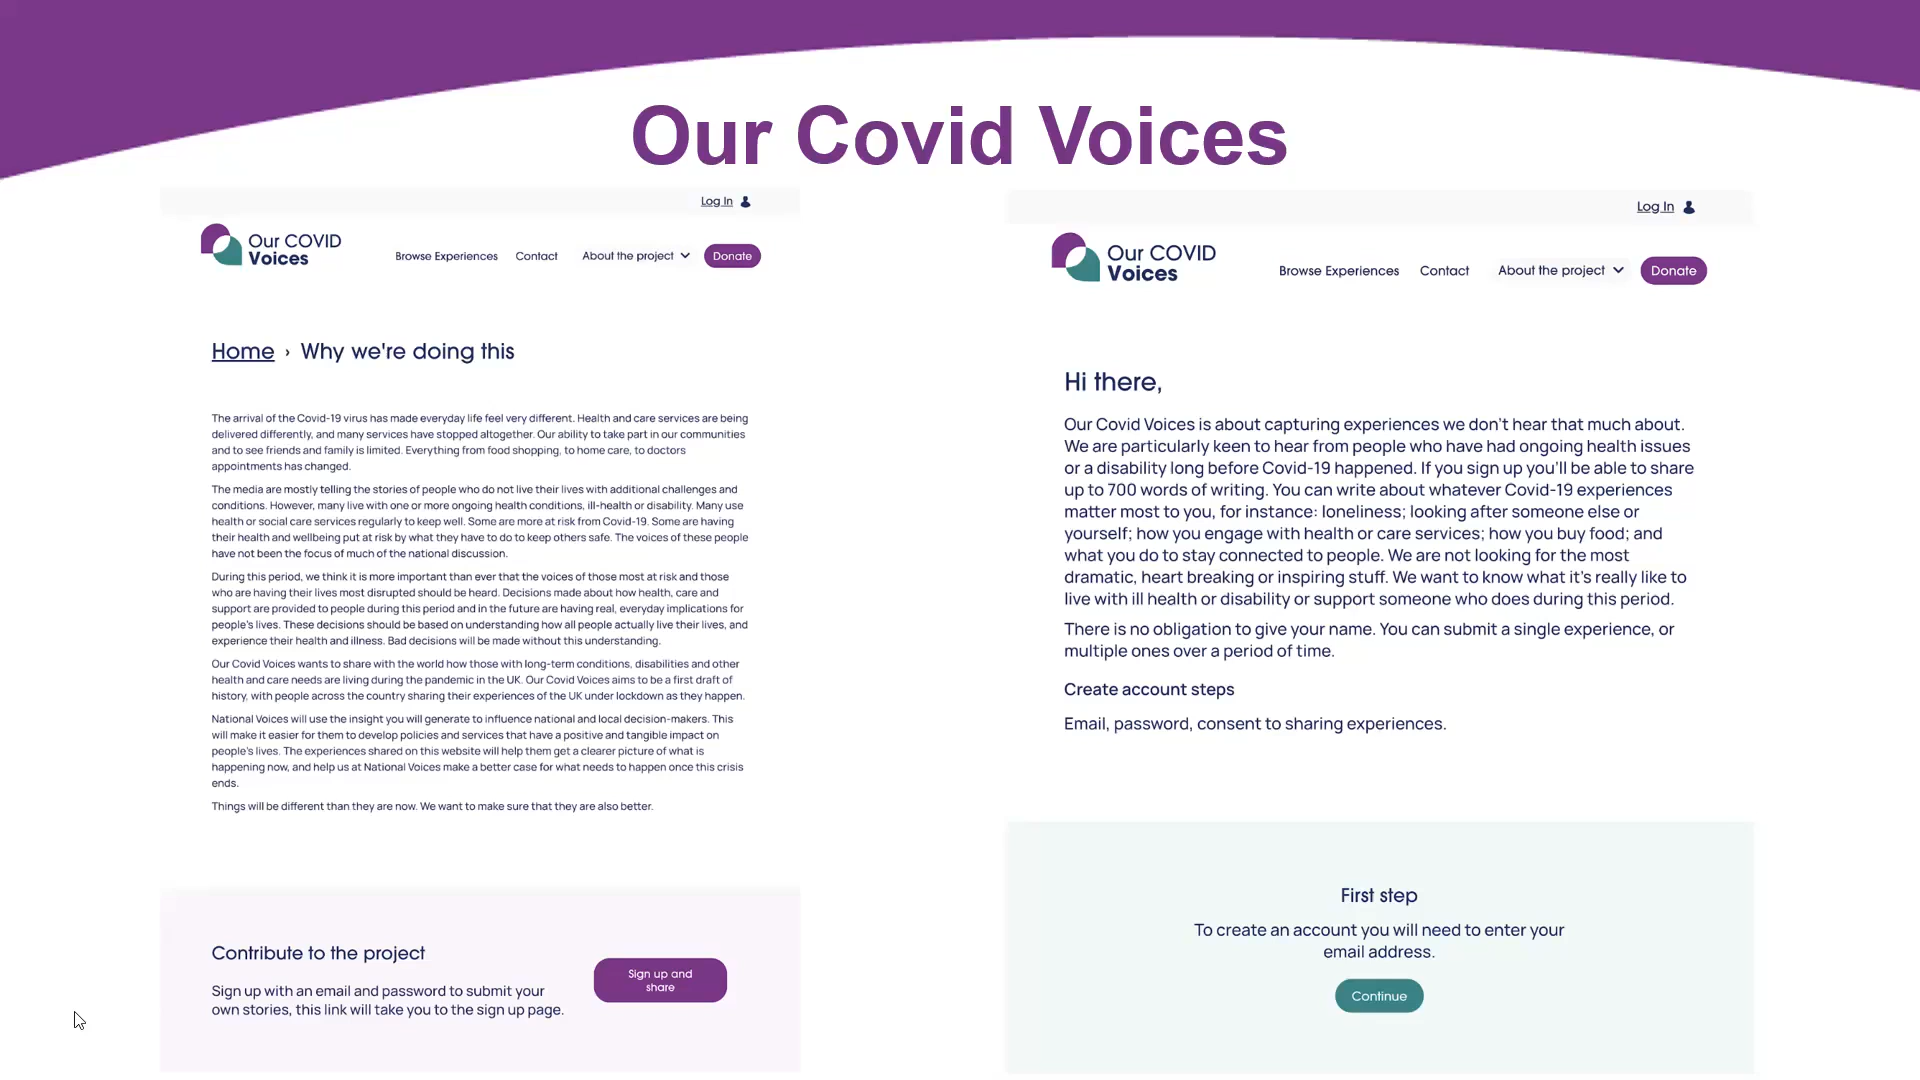 Our Covid Voices
Log In
Our COVID
Voices
Browse Experiences
Contact
About the project
Donate
Home › Why we're doing this
The arrival of the Covid-19 virus has made everyday life feel very different. Health and care services are being
delivered differently, and many services have stopped altogether. Our ability to take part in our communities
and to see friends and family is limited. Everything from food shopping, to home care, to doctors
appointments has changed.
The media are mostly telling the stories of people who do not live their lives with additional challenges and
conditions. However, many live with one or more ongoing health conditions, ill-health or disability. Many use
health or social care services regularly to keep well. Some are more at risk from Covid-19. Some are having
their health and wellbeing put at risk by what they have to do to keep others safe. The voices of these people
have not been the focus of much of the national discussion.
During this period, we think it is more important than ever that the voices of those most at risk and those
who are having their lives most disrupted should be heard. Decisions made about how health, care and
support are provided to people during this period and in the future are having real, everyday implications for
people's lives. These decisions should be based on understanding how all people actually live their lives, and
experience their health and illness. Bad decisions will be made without this understanding.
Our Covid Voices wants to share with the world how those with long-term conditions, disabilities and other
health and care needs are living during the pandemic in the UK. Our Covid Voices aims to be a first draft of
history, with people across the country sharing their experiences of the UK under lockdown as they happen.
National Voices will use the insight you will generate to influence national and local decision-makers. This
will make it easier for them to develop policies and services that have a positive and tangible impact on
people's lives. The experiences shared on this website will help them get a clearer picture of what is
happening now, and help us at National Voices make a better case for what needs to happen once this crisis
ends.
Things will be different than they are now. We want to make sure that they are also better.
Contribute to the project
Sign up with an email and password to submit your
own stories, this link will take you to the sign up page.
Sign up and
share
Log In
Our COVID
Voices
Browse Experiences
Contact
About the project
Donate
Hi there,
Our Covid Voices is about capturing experiences we don't hear that much about.
We are particularly keen to hear from people who have had ongoing health issues
or a disability long before Covid-19 happened. If you sign up you'll be able to share
up to 700 words of writing. You can write about whatever Covid-19 experiences
matter most to you, for instance: loneliness; looking after someone else or
yourself; how you engage with health or care services; how you buy food; and
what you do to stay connected to people. We are not looking for the most
dramatic, heart breaking or inspiring stuff. We want to know what it's really like to
live with ill health or disability or support someone who does during this period.
There is no obligation to give your name. You can submit a single experience, or
multiple ones over a period of time.
Create account steps
Email, password, consent to sharing experiences.
First step
To create an account you will need to enter your
email address.
Continue